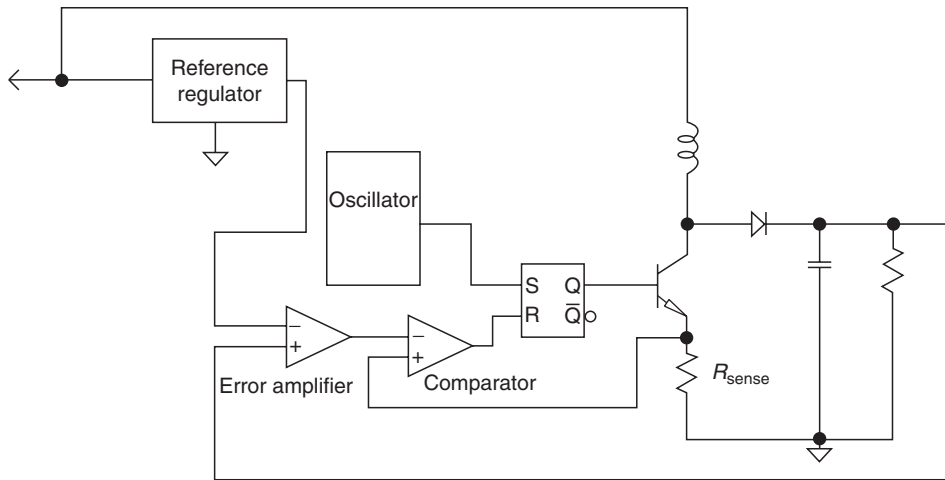 Reference
regulator
Oscillator
S Q
R Q̅
−
+
−
+
Error amplifier
Comparator
Rsense